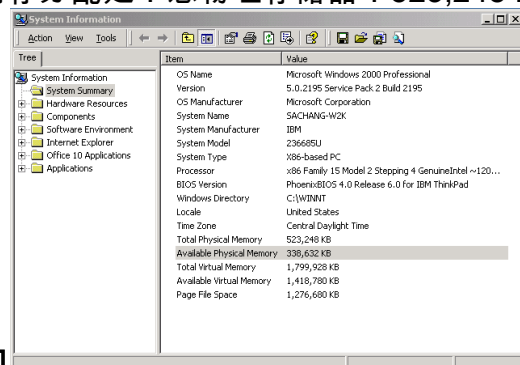 System Information
Action View Tools
Tree
Item Value
System Information
System Summary
Hardware Resources
Components
Software Environment
Internet Explorer
Office 10 Applications
Applications
OS Name Microsoft Windows 2000 Professional
Version 5.0.2195 Service Pack 2 Build 2195
OS Manufacturer Microsoft Corporation
System Name SACHANG-W2K
System Manufacturer IBM
System Model 236685U
System Type X86-based PC
Processor x86 Family 15 Model 2 Stepping 4 GenuineIntel ~120...
BIOS Version PhoenixBIOS 4.0 Release 6.0 for IBM ThinkPad
Windows Directory C:\WINNT
Locale United States
Time Zone Central Daylight Time
Total Physical Memory 523,248 KB
Available Physical Memory 338,632 KB
Total Virtual Memory 1,799,928 KB
Available Virtual Memory 1,418,780 KB
Page File Space 1,276,680 KB